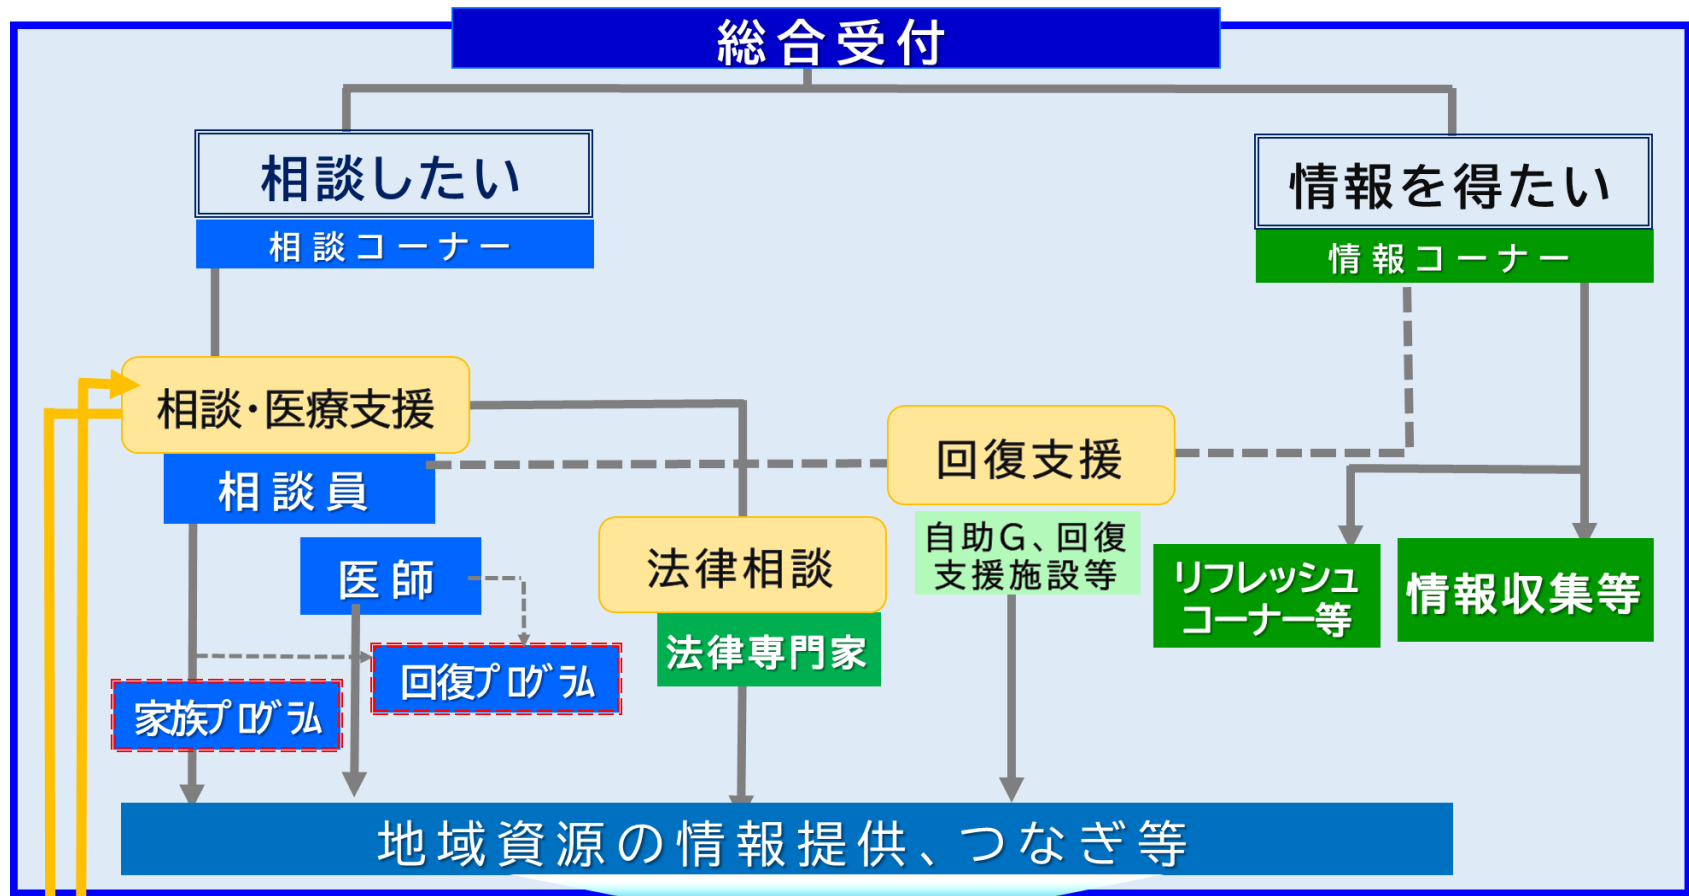 総合受付
相談したい
相談コーナー
情報を得たい
情報コーナー
相談・医療支援
相談員
回復支援
自助G、回復
支援施設等
医師
法律相談
法律専門家
リフレッシュ
コーナー等
情報収集等
回復プログラム
家族プログラム
地域資源の情報提供、つなぎ等